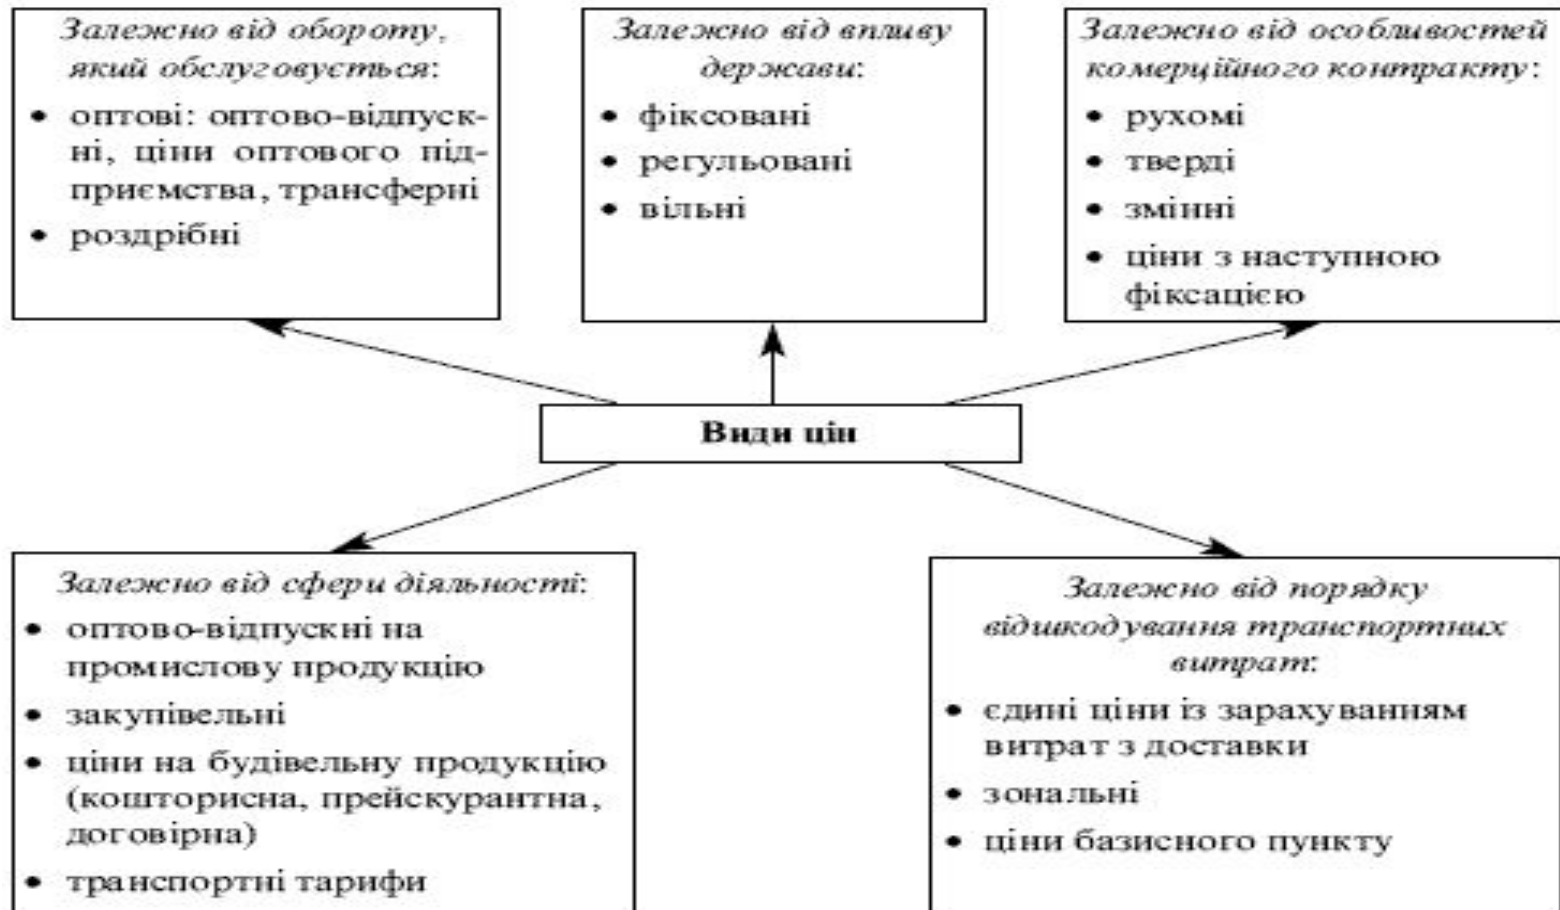 Залежно від обороту,
який обслуговується:
• оптові: оптово-відпуск-
ні, ціни оптового під-
приємства, трансферні
• роздрібні
Залежно від впливу
держави:
• фіксовані
• регульовані
• вільні
Залежно від особливостей
комерційного контракту:
• рухомі
• тверді
• змінні
• ціни з наступною
фіксацією
Види цін
Залежно від сфери діяльності:
• оптово-відпускні на
промислову продукцію
• закупівельні
• ціни на будівельну продукцію
(кошторисна, прейскурантна,
договірна)
• транспортні тарифи
Залежно від порядку
відшкодування транспортних
витрат:
• єдині ціни із зарахуванням
витрат з доставки
• зональні
• ціни базисного пункту